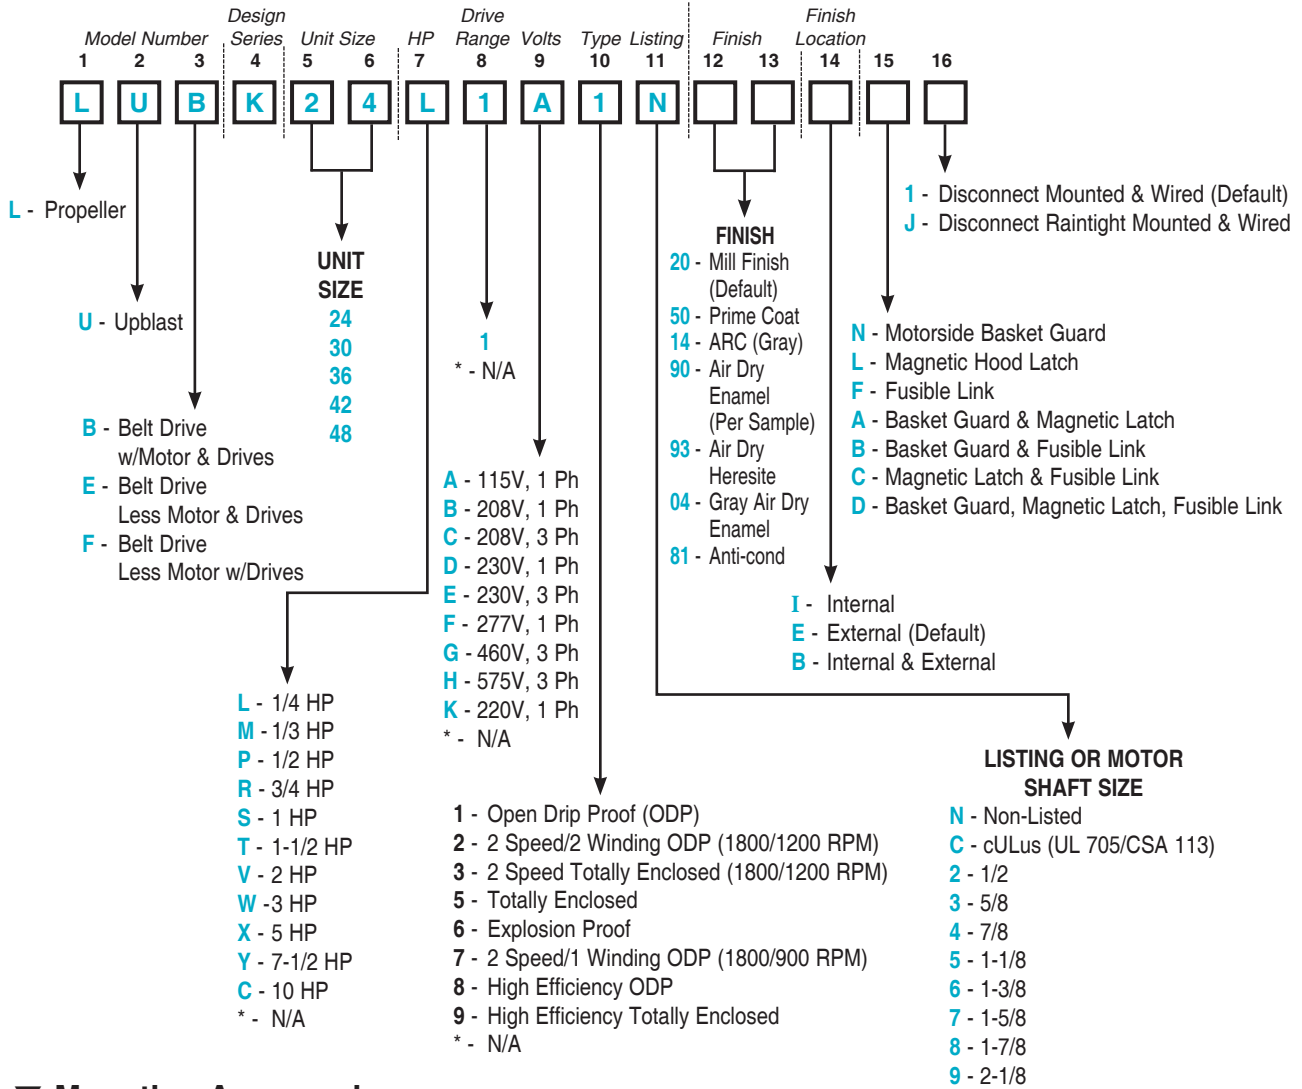 Design Drive Finish
Model Number Series Unit Size HP Range Volts Type Listing Finish Location
1 2 3 4 5 6 7 8 9 10 11 12 13 14 15 16
L U B K 2 4 L 1 A 1 N
L - Propeller
U - Upblast
B - Belt Drive
w/Motor & Drives
E - Belt Drive
Less Motor & Drives
F - Belt Drive
Less Motor w/Drives
UNIT
SIZE
24
30
36
42
48
L - 1/4 HP
M - 1/3 HP
P - 1/2 HP
R - 3/4 HP
S - 1 HP
T - 1-1/2 HP
V - 2 HP
W -3 HP
X - 5 HP
Y - 7-1/2 HP
C - 10 HP
* - N/A
1
* - N/A
A - 115V, 1 Ph
B - 208V, 1 Ph
C - 208V, 3 Ph
D - 230V, 1 Ph
E - 230V, 3 Ph
F - 277V, 1 Ph
G - 460V, 3 Ph
H - 575V, 3 Ph
K - 220V, 1 Ph
* - N/A
1 - Open Drip Proof (ODP)
2 - 2 Speed/2 Winding ODP (1800/1200 RPM)
3 - 2 Speed Totally Enclosed (1800/1200 RPM)
5 - Totally Enclosed
6 - Explosion Proof
7 - 2 Speed/1 Winding ODP (1800/900 RPM)
8 - High Efficiency ODP
9 - High Efficiency Totally Enclosed
* - N/A
LISTING OR MOTOR
SHAFT SIZE
N - Non-Listed
C - cULus (UL 705/CSA 113)
2 - 1/2
3 - 5/8
4 - 7/8
5 - 1-1/8
6 - 1-3/8
7 - 1-5/8
8 - 1-7/8
9 - 2-1/8
FINISH
20 - Mill Finish
(Default)
50 - Prime Coat
14 - ARC (Gray)
90 - Air Dry
Enamel
(Per Sample)
93 - Air Dry
Heresite
04 - Gray Air Dry
Enamel
81 - Anti-cond
I - Internal
E - External (Default)
B - Internal & External
N - Motorside Basket Guard
L - Magnetic Hood Latch
F - Fusible Link
A - Basket Guard & Magnetic Latch
B - Basket Guard & Fusible Link
C - Magnetic Latch & Fusible Link
D - Basket Guard, Magnetic Latch, Fusible Link
1 - Disconnect Mounted & Wired (Default)
J - Disconnect Raintight Mounted & Wired